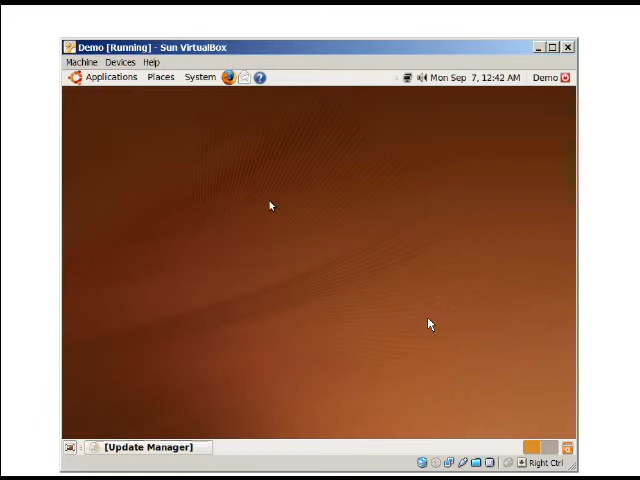 Demo [Running] - Sun VirtualBox
Machine Devices Help
Applications Places System ? Mon Sep 7, 12:42 AM Demo
[Update Manager]
Right Ctrl